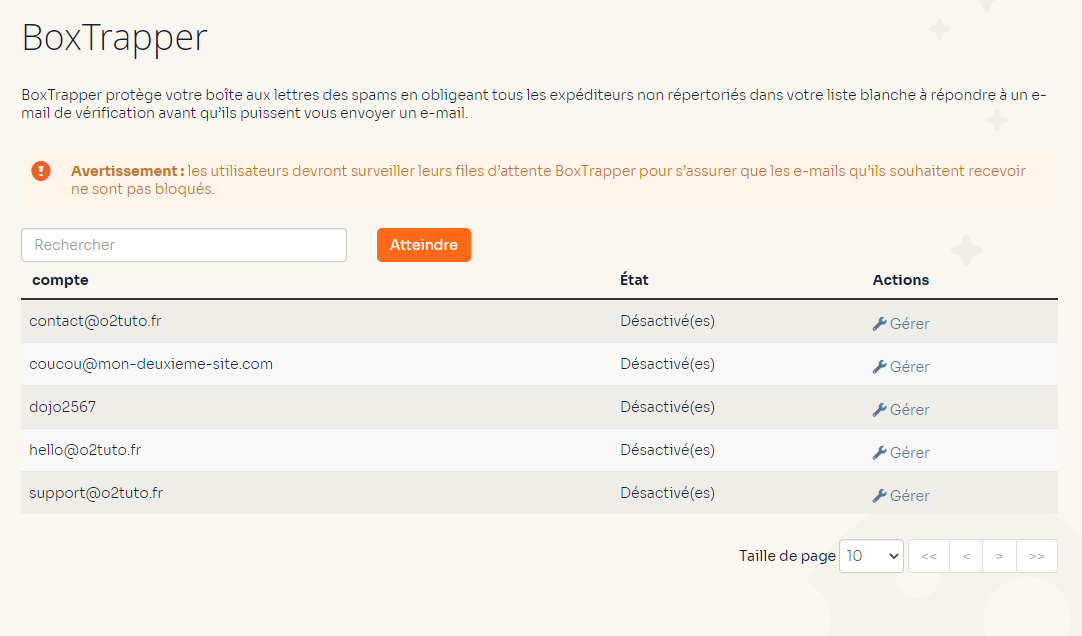 BoxTrapper
BoxTrapper protège votre boîte aux lettres des spams en obligeant tous les expéditeurs non répertoriés dans votre liste blanche à répondre à un e-
mail de vérification avant qu’ils puissent vous envoyer un e-mail.
Avertissement : les utilisateurs devront surveiller leurs files d’attente BoxTrapper pour s’assurer que les e-mails qu’ils souhaitent recevoir
ne sont pas bloqués.
Rechercher Atteindre
compte État Actions
contact@o2tuto.fr Désactivé(es) Gérer
coucou@mon-deuxieme-site.com Désactivé(es) Gérer
dojo2567 Désactivé(es) Gérer
hello@o2tuto.fr Désactivé(es) Gérer
support@o2tuto.fr Désactivé(es) Gérer
Taille de page 10 << < > >>